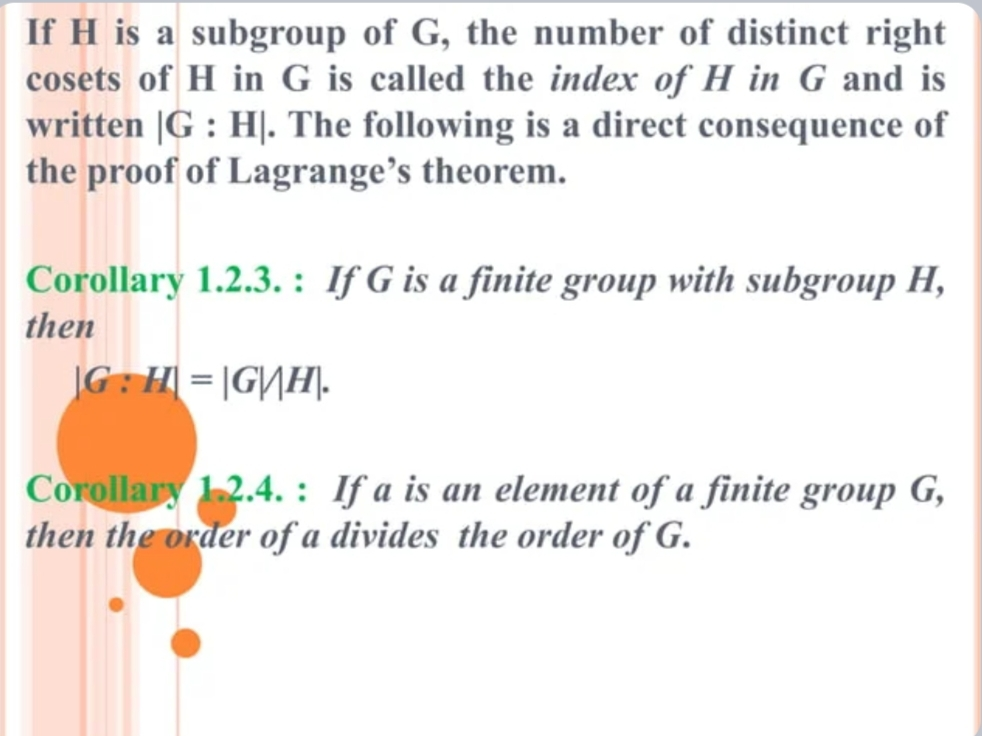 If H is a subgroup of G, the number of distinct right
cosets of H in G is called the index of H in G and is
written |G : H|. The following is a direct consequence of
the proof of Lagrange’s theorem.
Corollary 1.2.3. : If G is a finite group with subgroup H,
then
|G : H| = |G|/|H|.
Corollary 1.2.4. : If a is an element of a finite group G,
then the order of a divides the order of G.